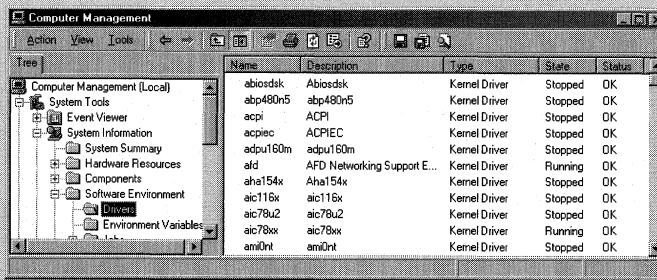 Computer Management
Action View Tools
Tree
Name Description Type State Status
Computer Management (Local)
System Tools
Event Viewer
System Information
System Summary
Hardware Resources
Components
Software Environment
Drivers
Environment Variables
Jobs
abiosdsk Abiosdsk Kernel Driver Stopped OK
abp480n5 abp480n5 Kernel Driver Stopped OK
acpi ACPI Kernel Driver Stopped OK
acpiec ACPIEC Kernel Driver Stopped OK
adpu160m adpu160m Kernel Driver Stopped OK
afd AFD Networking Support E... Kernel Driver Running OK
aha154x Aha154x Kernel Driver Stopped OK
aic116x aic116x Kernel Driver Stopped OK
aic78u2 aic78u2 Kernel Driver Stopped OK
aic78xx aic78xx Kernel Driver Running OK
ami0nt ami0nt Kernel Driver Stopped OK